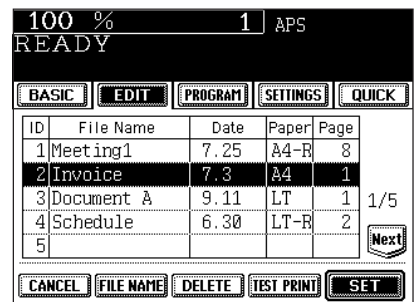 100 % 1 APS
READY
BASIC EDIT PROGRAM SETTINGS QUICK
ID File Name Date Paper Page
1 Meeting1 7.25 A4-R 8
2 Invoice 7.3 A4 1
3 Document A 9.11 LT 1 1/5
4 Schedule 6.30 LT-R 2
5 Next
CANCEL FILE NAME DELETE TEST PRINT SET